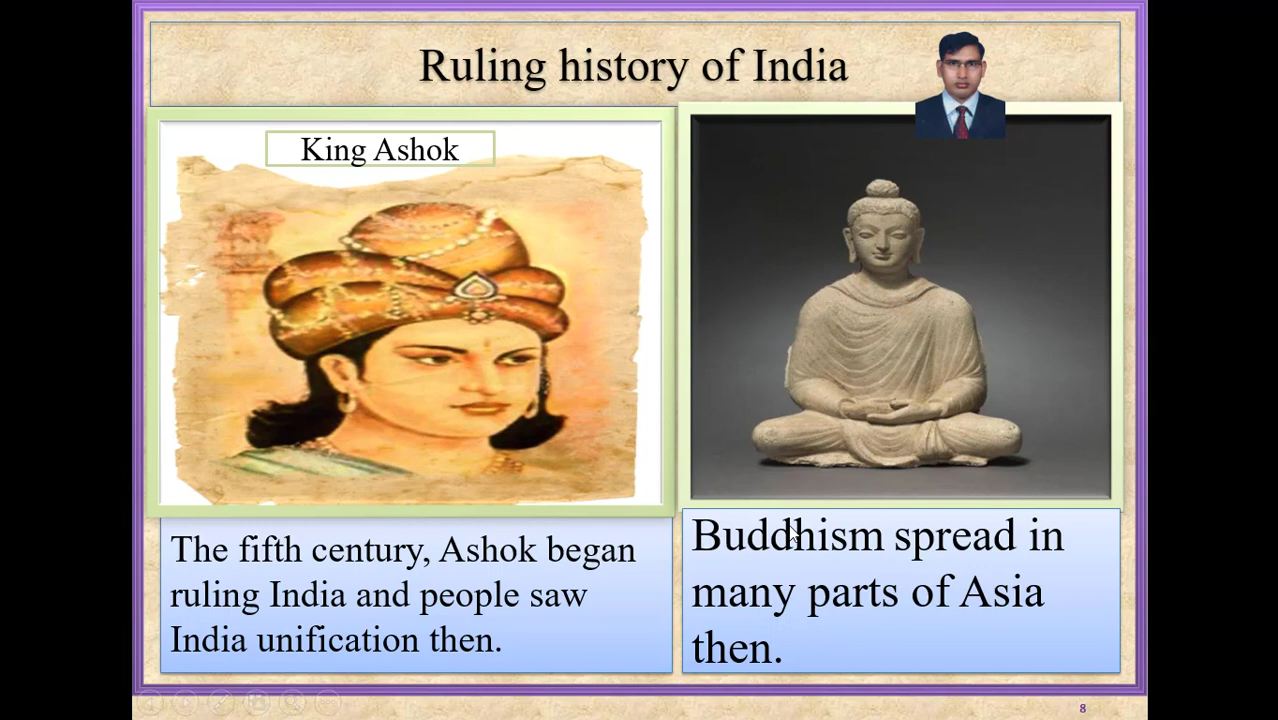 Ruling history of India
King Ashok
The fifth century, Ashok began
ruling India and people saw
India unification then.
Buddhism spread in
many parts of Asia
then.
8